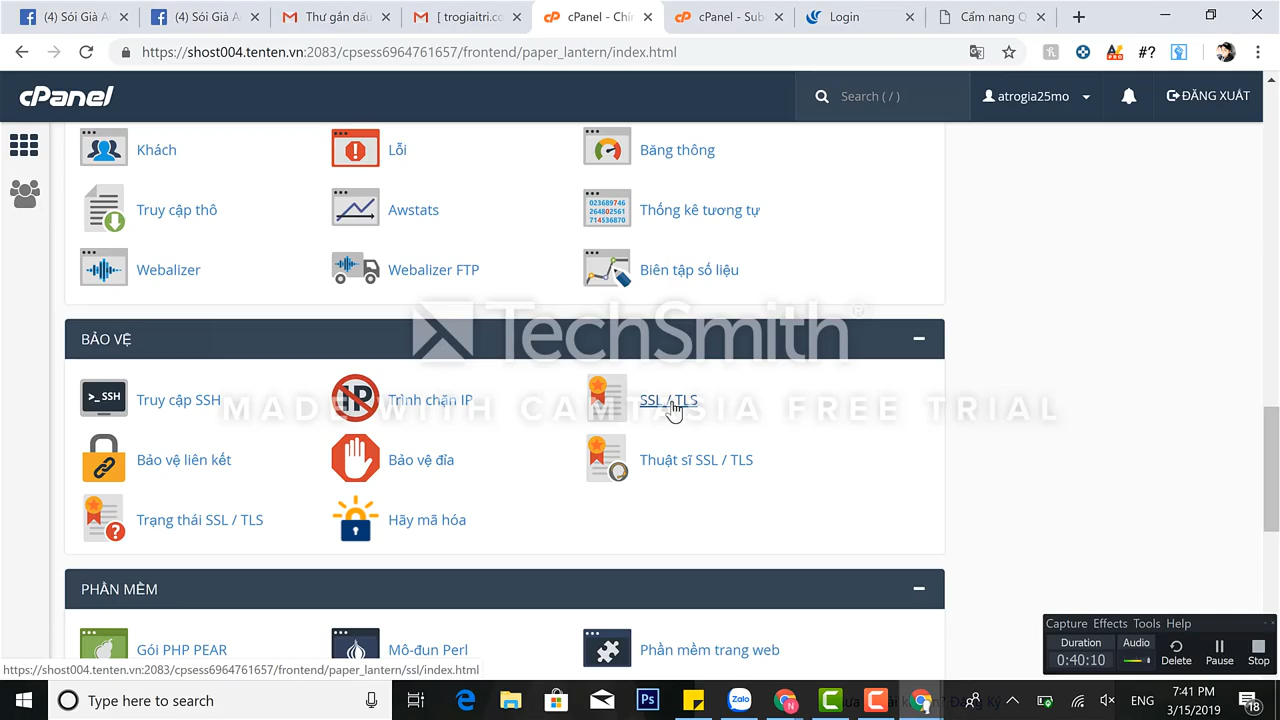 (4) Sói Già A
(4) Sói Già A
Thư gắn dấu
[ trogiaitri.co
cPanel - Chí
cPanel - Sub
Login
Cẩm nang Q
https://shost004.tenten.vn:2083/cpsess6964761657/frontend/paper_lantern/index.html
#?
PRO
cPanel
Search ( / )
atrogia25mo
ĐĂNG XUẤT
Khách
Lỗi
Băng thông
Truy cập thô
Awstats
Thống kê tương tự
Webalizer
Webalizer FTP
Biên tập số liệu
TechSmith®
BẢO VỆ
Truy cập SSH
Trình chặn IP
SSL / TLS
MADE WITH CAMTASIA FREE TRIAL
Bảo vệ liên kết
Bảo vệ đĩa
Thuật sĩ SSL / TLS
Trạng thái SSL / TLS
Hãy mã hóa
PHẦN MỀM
Gói PHP PEAR
Mô-đun Perl
Phần mềm trang web
https://shost004.tenten.vn:2083/cpsess6964761657/frontend/paper_lantern/ssl/index.html
Capture Effects Tools Help
Duration
Audio
0:40:10
Delete
Pause
Stop
Type here to search
Zalo
ENG
7:41 PM
3/15/2019
18